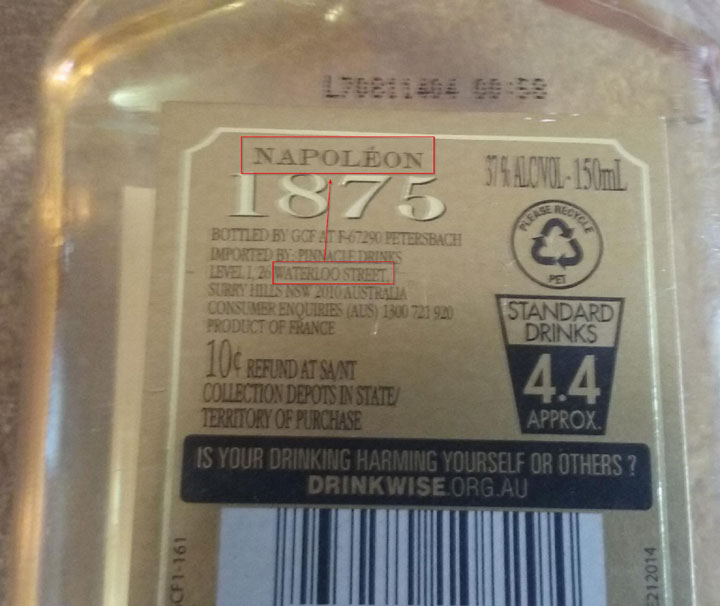 L70811404 00:58
NAPOLÉON
1875
37% ALC/VOL - 150mL
BOTTLED BY GCF AT F-67290 PETERSBACH
IMPORTED BY: PINNACLE DRINKS
LEVEL 1, 26 WATERLOO STREET,
SURRY HILLS NSW 2010 AUSTRALIA
CONSUMER ENQUIRIES (AUS) 1300 721 920
PRODUCT OF FRANCE
PLEASE RECYCLE
PET
STANDARD
DRINKS
4.4
APPROX.
10¢ REFUND AT SA/NT
COLLECTION DEPOTS IN STATE/
TERRITORY OF PURCHASE
IS YOUR DRINKING HARMING YOURSELF OR OTHERS ?
DRINKWISE.ORG.AU
CF1-161
212014